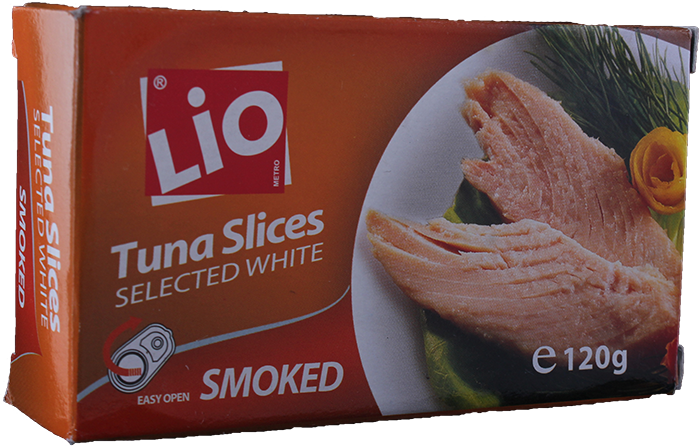 Tuna Slices
SELECTED WHITE
SMOKED
®
LiO
METRO
Tuna Slices
SELECTED WHITE
EASY OPEN
SMOKED
e 120g